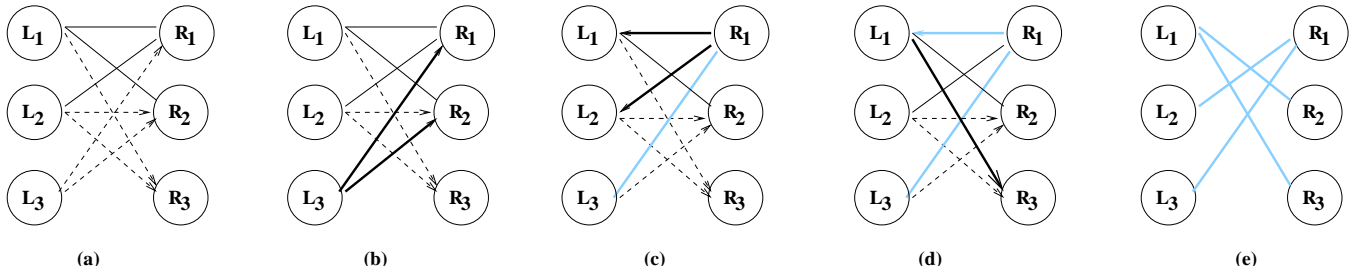 L1 R1 L1 R1 L1 R1 L1 R1 L1 R1
L2 R2 L2 R2 L2 R2 L2 R2 L2 R2
L3 R3 L3 R3 L3 R3 L3 R3 L3 R3
(a) (b) (c) (d) (e)